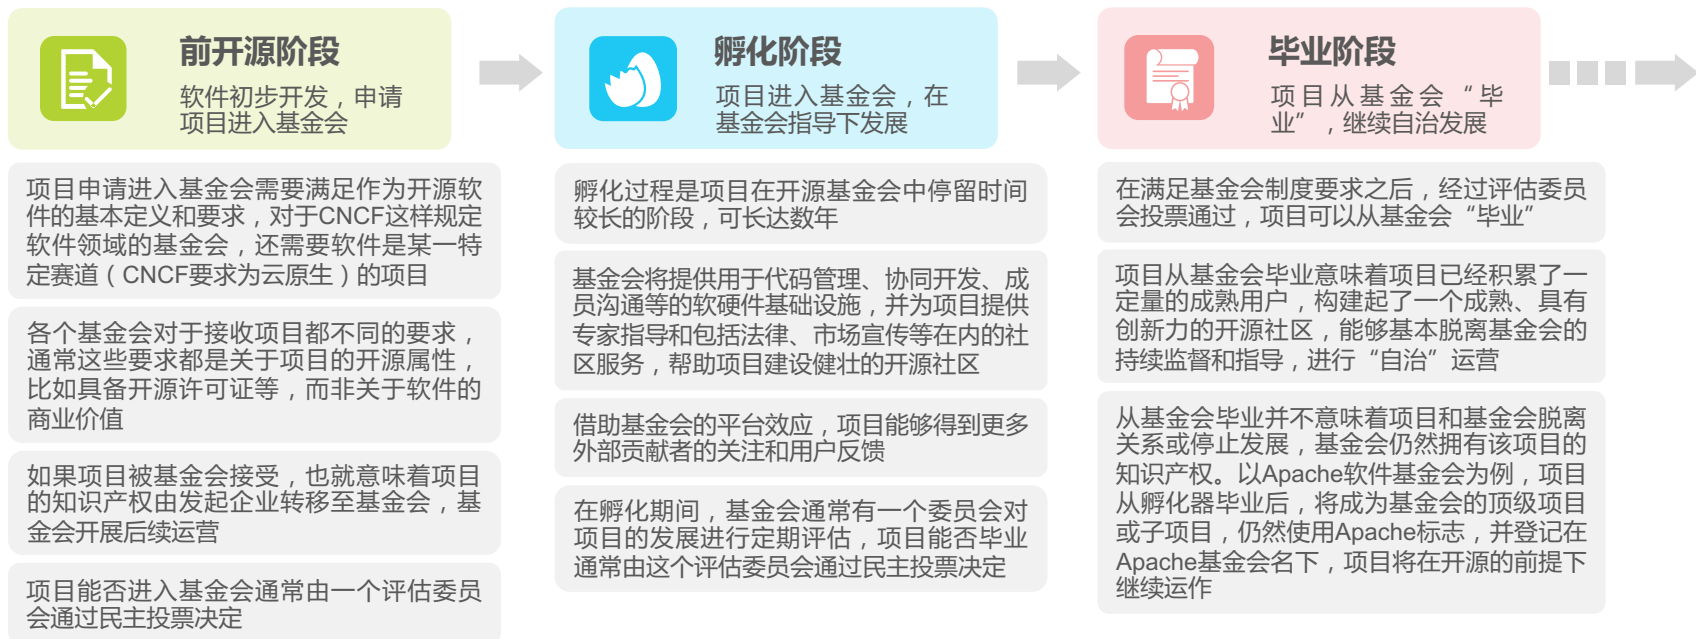 前开源阶段
软件初步开发，申请
项目进入基金会
项目申请进入基金会需要满足作为开源软
件的基本定义和要求，对于CNCF这样规定
软件领域的基金会，还需要软件是某一特
定赛道（CNCF要求为云原生）的项目
各个基金会对于接收项目都不同的要求，
通常这些要求都是关于项目的开源属性，
比如具备开源许可证等，而非关于软件的
商业价值
如果项目被基金会接受，也就意味着项目
的知识产权由发起企业转移至基金会，基
金会开展后续运营
项目能否进入基金会通常由一个评估委员
会通过民主投票决定
孵化阶段
项目进入基金会，在
基金会指导下发展
孵化过程是项目在开源基金会中停留时间
较长的阶段，可长达数年
基金会将提供用于代码管理、协同开发、成
员沟通等的软硬件基础设施，并为项目提供
专家指导和包括法律、市场宣传等在内的社
区服务，帮助项目建设健壮的开源社区
借助基金会的平台效应，项目能够得到更多
外部贡献者的关注和用户反馈
在孵化期间，基金会通常有一个委员会对
项目的发展进行定期评估，项目能否毕业
通常由这个评估委员会通过民主投票决定
毕业阶段
项目从基金会“毕
业”，继续自治发展
在满足基金会制度要求之后，经过评估委员
会投票通过，项目可以从基金会“毕业”
项目从基金会毕业意味着项目已经积累了一
定量的成熟用户，构建起了一个成熟、具有
创新力的开源社区，能够基本脱离基金会的
持续监督和指导，进行“自治”运营
从基金会毕业并不意味着项目和基金会脱离
关系或停止发展，基金会仍然拥有该项目的
知识产权。以Apache软件基金会为例，项目
从孵化器毕业后，将成为基金会的顶级项目
或子项目，仍然使用Apache标志，并登记在
Apache基金会名下，项目将在开源的前提下
继续运作